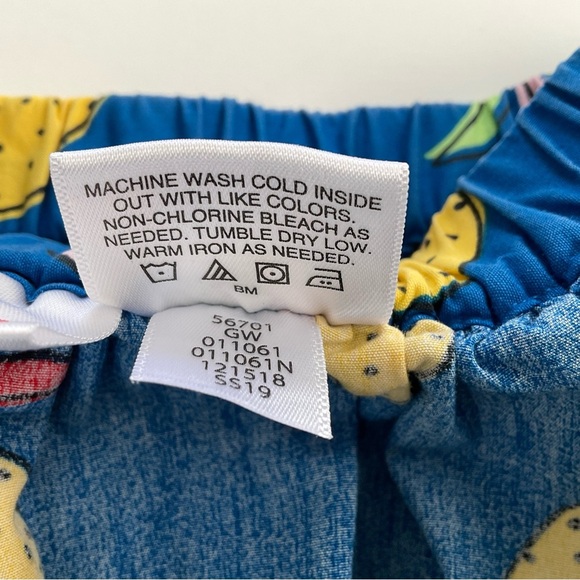 MACHINE WASH COLD INSIDE
OUT WITH LIKE COLORS.
NON-CHLORINE BLEACH AS
NEEDED. TUMBLE DRY LOW.
WARM IRON AS NEEDED.
BM
56701
GW
011061
011061N
121518
SS19